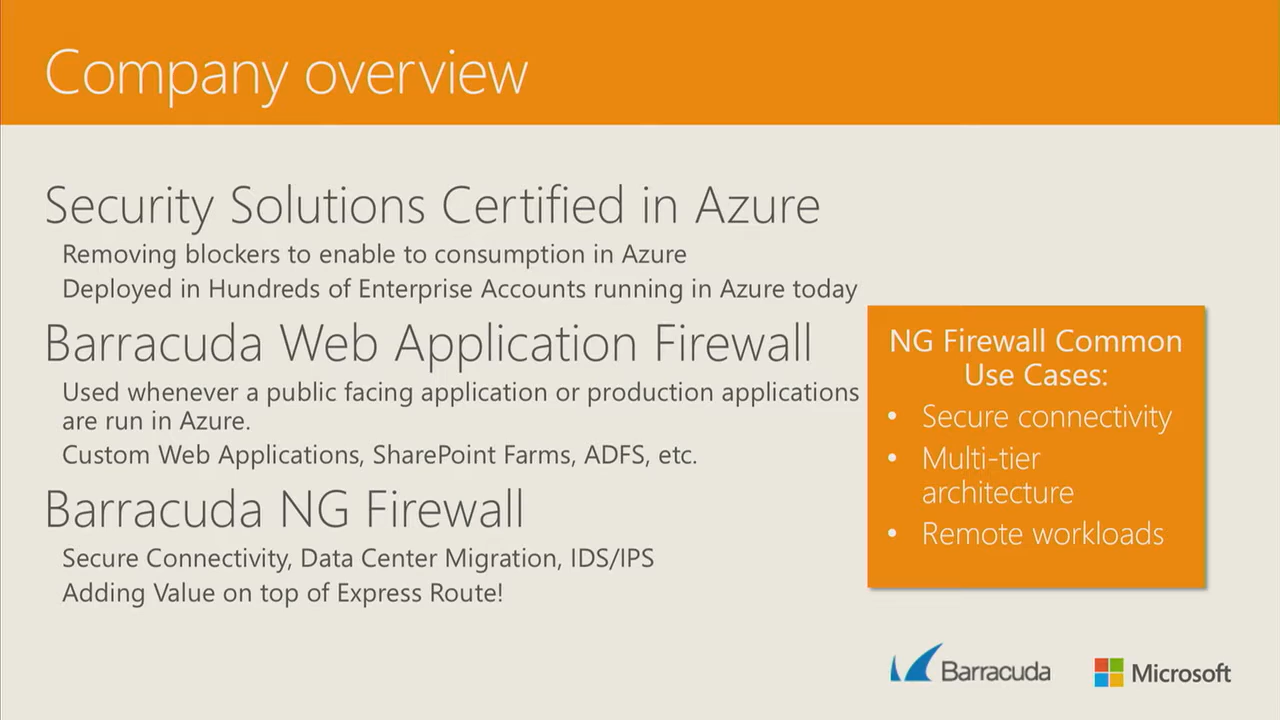 Company overview
Security Solutions Certified in Azure
Removing blockers to enable to consumption in Azure
Deployed in Hundreds of Enterprise Accounts running in Azure today
Barracuda Web Application Firewall
Used whenever a public facing application or production applications
are run in Azure.
Custom Web Applications, SharePoint Farms, ADFS, etc.
Barracuda NG Firewall
Secure Connectivity, Data Center Migration, IDS/IPS
Adding Value on top of Express Route!
NG Firewall Common
Use Cases:
• Secure connectivity
• Multi-tier
architecture
• Remote workloads
Barracuda
Microsoft